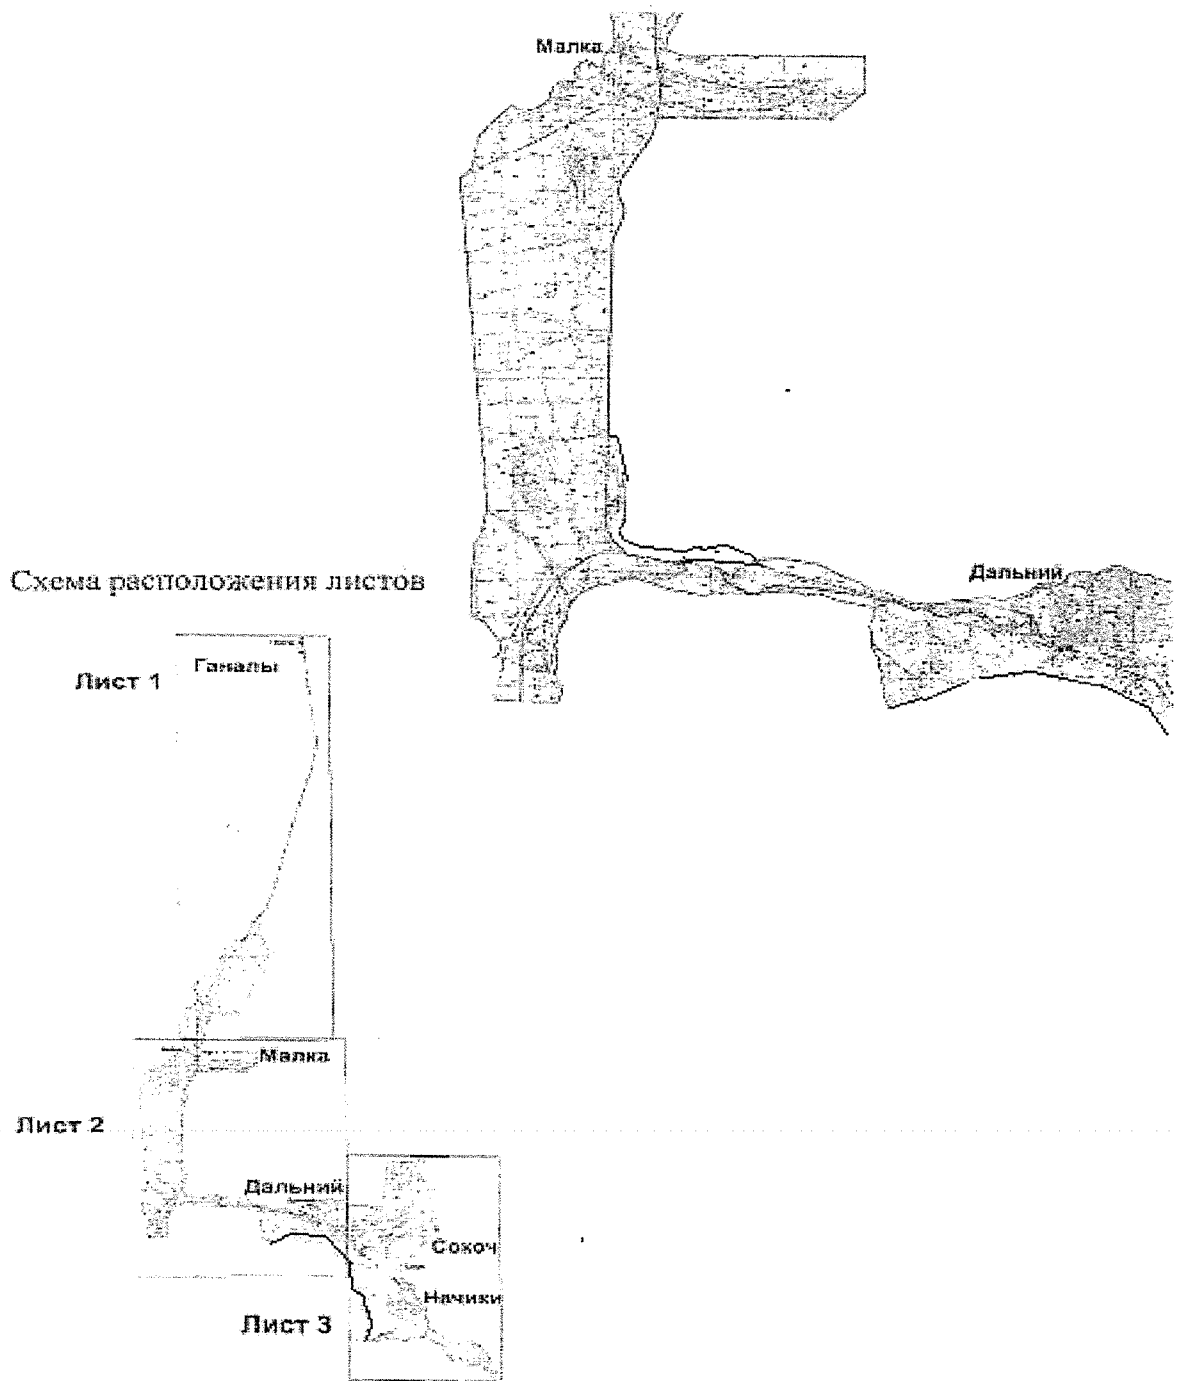 Малка
Дальний
Схема расположения листов
Ганалы
Лист 1
Малка
Лист 2
Дальний
Сокоч
Начики
Лист 3